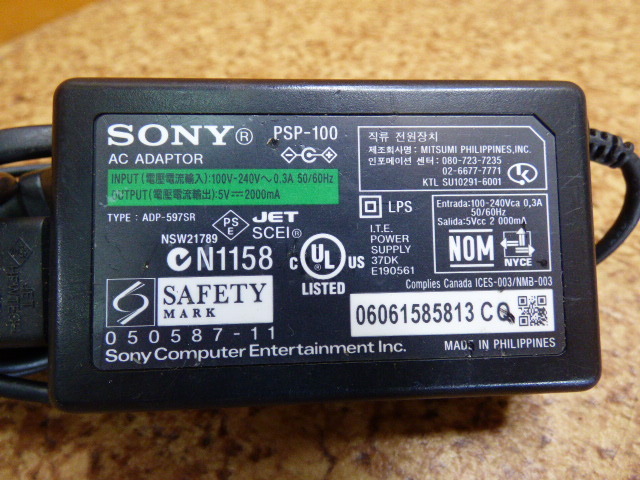 SONY® PSP-100
AC ADAPTOR
INPUT (電壓電流輸入):100V-240V～0.3A 50/60Hz
OUTPUT (電壓電流輸出):5V⎓2000mA
TYPE: ADP-597SR
PS
E
JET
SCEI
NSW21789
N1158
C UL US
®
LISTED
LPS
I.T.E.
POWER
SUPPLY
37DK
E190561
S
SAFETY
MARK
050587-11
Sony Computer Entertainment Inc.
직류 전원장치
제조회사명: MITSUMI PHILIPPINES,INC.
인포메이션 센터: 080-723-7235
02-6677-7771
KTL SU10291-6001
Entrada:100-240Vca 0,3A
50/60Hz
Salida:5Vcc 2 000mA
NOM
NYCE
Complies Canada ICES-003/NMB-003
06061585813 CQ
MADE IN PHILIPPINES